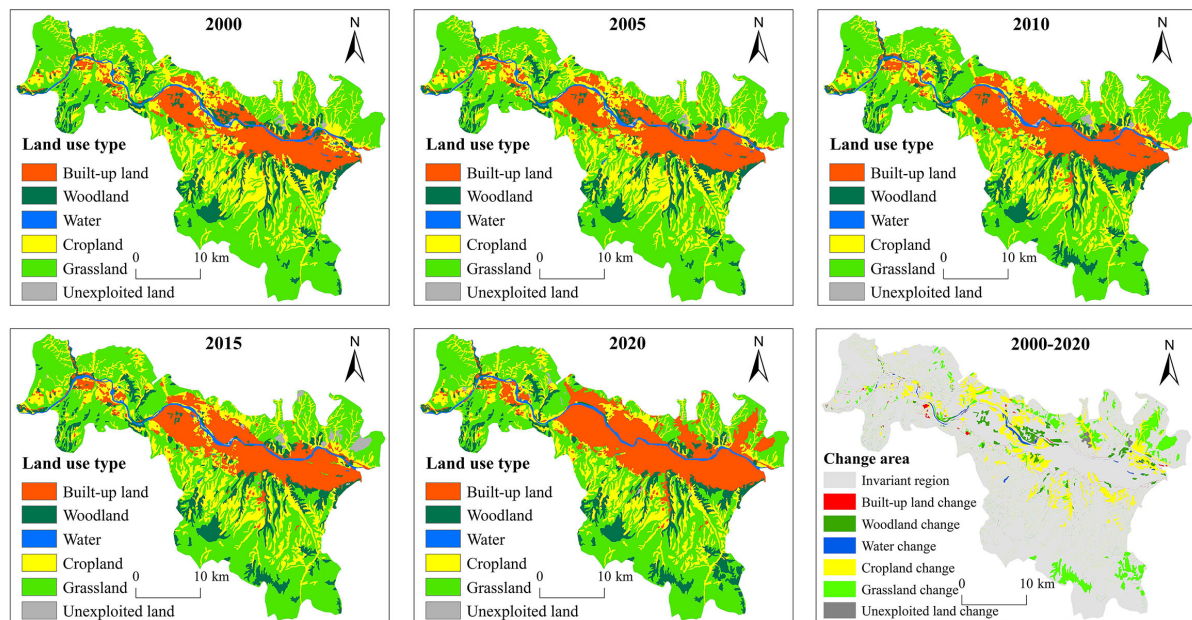 2000
N
Land use type
Built-up land
Woodland
Water
Cropland
Grassland
Unexploited land
0 10 km
2005
N
Land use type
Built-up land
Woodland
Water
Cropland
Grassland
Unexploited land
0 10 km
2010
N
Land use type
Built-up land
Woodland
Water
Cropland
Grassland
Unexploited land
0 10 km
2015
N
Land use type
Built-up land
Woodland
Water
Cropland
Grassland
Unexploited land
0 10 km
2020
N
Land use type
Built-up land
Woodland
Water
Cropland
Grassland
Unexploited land
0 10 km
2000-2020
N
Change area
Invariant region
Built-up land change
Woodland change
Water change
Cropland change
Grassland change
Unexploited land change
0 10 km